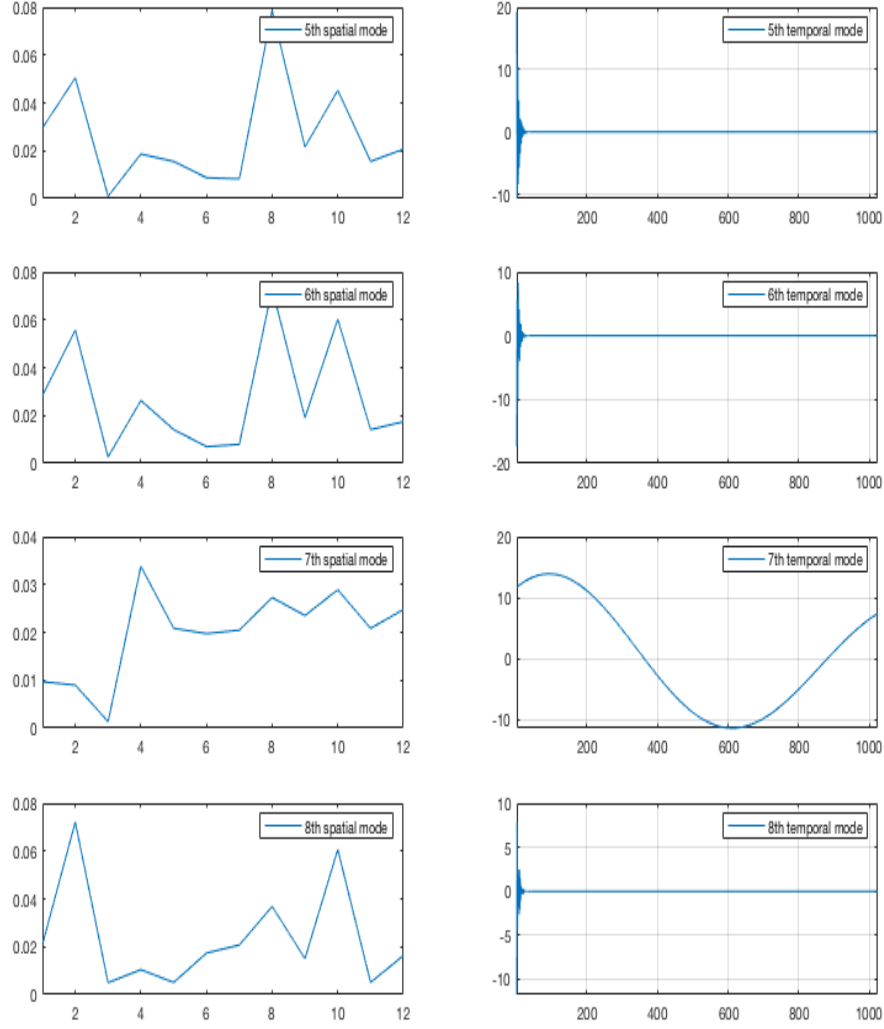 5th spatial mode
0.08
0.06
0.04
0.02
0
2 4 6 8 10 12
5th temporal mode
20
10
0
-10
200 400 600 800 1000
6th spatial mode
0.08
0.06
0.04
0.02
0
2 4 6 8 10 12
6th temporal mode
10
0
-10
-20
200 400 600 800 1000
7th spatial mode
0.04
0.03
0.02
0.01
0
2 4 6 8 10 12
7th temporal mode
20
10
0
-10
200 400 600 800 1000
8th spatial mode
0.08
0.06
0.04
0.02
0
2 4 6 8 10 12
8th temporal mode
10
5
0
-5
-10
200 400 600 800 1000